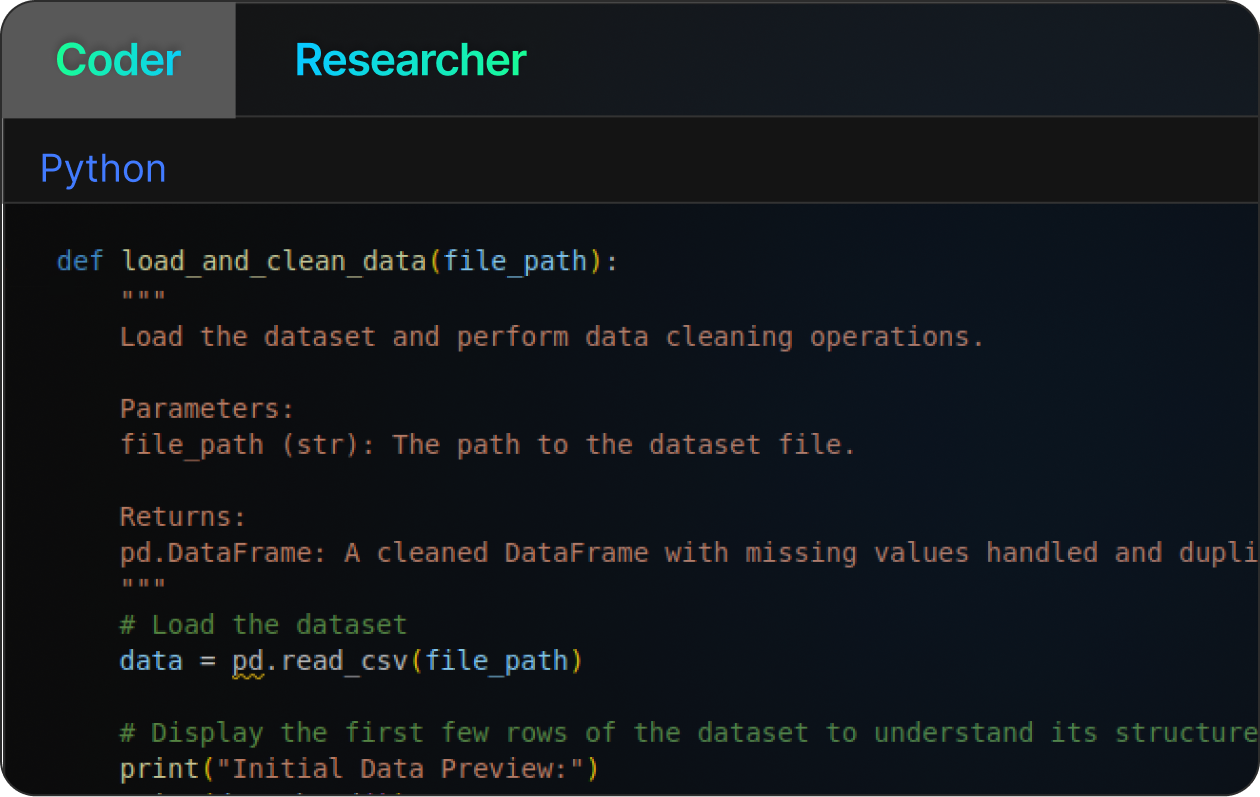 Coder Researcher
Python
def load_and_clean_data(file_path):
"""
Load the dataset and perform data cleaning operations.
Parameters:
file_path (str): The path to the dataset file.
Returns:
pd.DataFrame: A cleaned DataFrame with missing values handled and dupli
"""
# Load the dataset
data = pd.read_csv(file_path)
# Display the first few rows of the dataset to understand its structure
print("Initial Data Preview:")